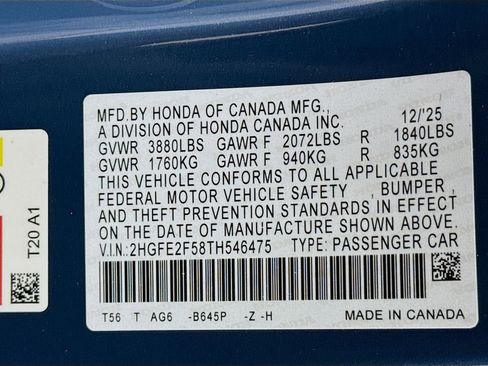 MFD.BY HONDA OF CANADA MFG.,
A DIVISION OF HONDA CANADA INC. 12/'25
GVWR 3880LBS GAWR F 2072LBS R 1840LBS
GVWR 1760KG GAWR F 940KG R 835KG
THIS VEHICLE CONFORMS TO ALL APPLICABLE
FEDERAL MOTOR VEHICLE SAFETY , BUMPER ,
AND THEFT PREVENTION STANDARDS IN EFFECT
ON THE DATE OF MANUFACTURE SHOWN ABOVE.
V.I.N:2HGFE2F58TH546475 TYPE: PASSENGER CAR
T56 T AG6 -B645P -Z -H MADE IN CANADA
T20 A1